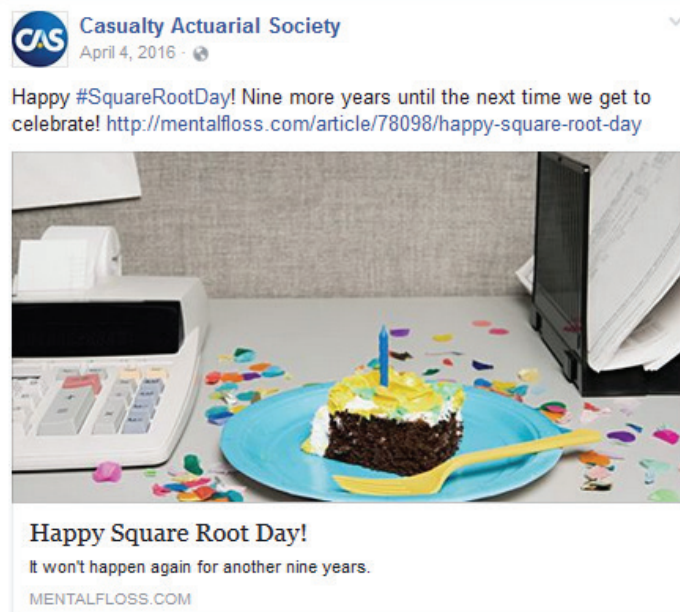 CAS
Casualty Actuarial Society
April 4, 2016 ·
Happy #SquareRootDay! Nine more years until the next time we get to
celebrate! http://mentalfloss.com/article/78098/happy-square-root-day
Happy Square Root Day!
It won't happen again for another nine years.
MENTALFLOSS.COM